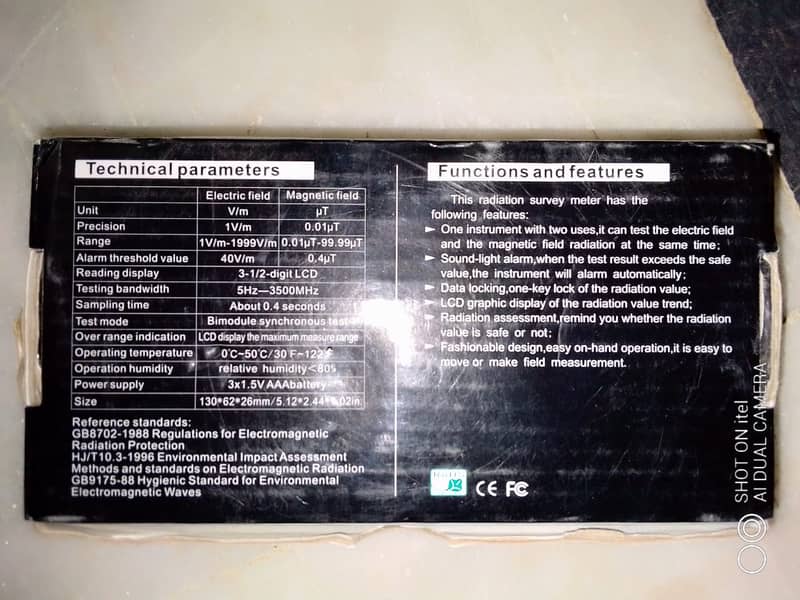 Technical parameters
Electric field Magnetic field
Unit V/m µT
Precision 1V/m 0.01µT
Range 1V/m-1999V/m 0.01µT-99.99µT
Alarm threshold value 40V/m 0.4µT
Reading display 3-1/2-digit LCD
Testing bandwidth 5Hz—3500MHz
Sampling time About 0.4 seconds
Test mode Bimodule synchronous test
Over range indication LCD display the maximum measure range
Operating temperature 0℃~50℃/30℉~122
Operation humidity relative humidity<80%
Power supply 3x1.5V AAAbattery
Size 130*62*26mm/5.12*2.44*
Reference standards:
GB8702-1988 Regulations for Electromagnetic
Radiation Protection
HJ/T10.3-1996 Environmental Impact Assessment
Methods and standards on Electromagnetic Radiation
GB9175-88 Hygienic Standard for Environmental
Electromagnetic Waves
Functions and features
This radiation survey meter has the
following features:
► One instrument with two uses,it can test the electric field
and the magnetic field radiation at the same time;
► Sound-light alarm,when the test result exceeds the safe
value,the instrument will alarm automatically;
► Data locking,one-key lock of the radiation value;
► LCD graphic display of the radiation value trend;
► Radiation assessment,remind you whether the radiation
value is safe or not;
► Fashionable design,easy on-hand operation,it is easy to
move or make field measurement.
RoHS
CE FC
SHOT ON itel
AI DUAL CAMERA